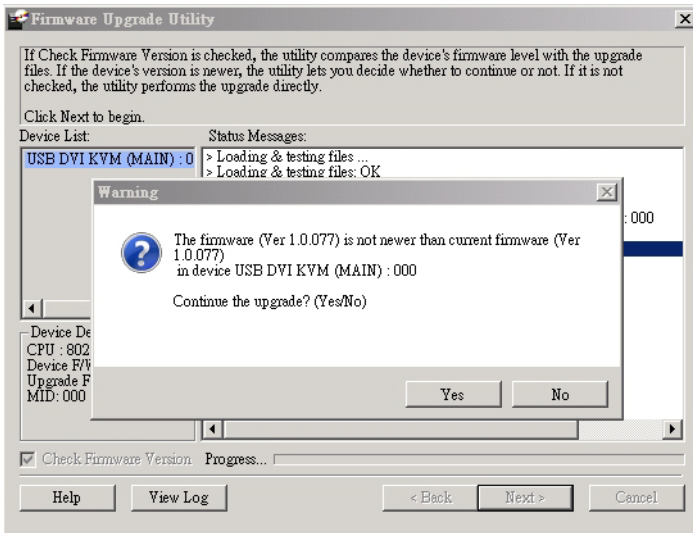 Firmware Upgrade Utility
If Check Firmware Version is checked, the utility compares the device's firmware level with the upgrade
files. If the device's version is newer, the utility lets you decide whether to continue or not. If it is not
checked, the utility performs the upgrade directly.
Click Next to begin.
Device List:
Status Messages:
USB DVI KVM (MAIN) : 0
> Loading & testing files ...
> Loading & testing files: OK
: 000
Warning
The firmware (Ver 1.0.077) is not newer than current firmware (Ver
1.0.077)
in device USB DVI KVM (MAIN) : 000
Continue the upgrade? (Yes/No)
Yes
No
Device De
CPU : 802
Device F/
Upgrade F
MID: 000
Check Firmware Version
Progress...
Help
View Log
< Back
Next >
Cancel